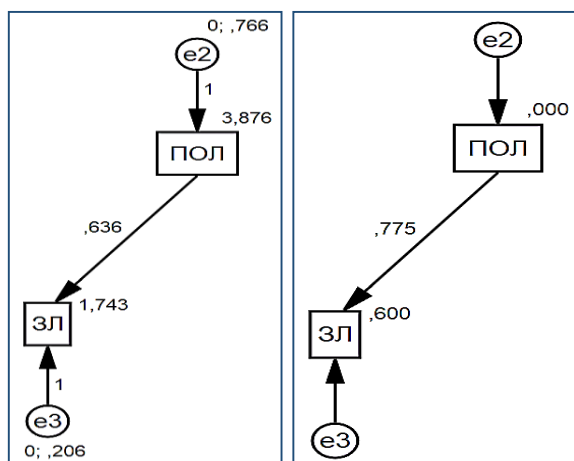 0; ,766
e2
1
3,876
ПОЛ
,636
1,743
ЗЛ
1
e3
0; ,206
e2
,000
ПОЛ
,775
,600
ЗЛ
e3